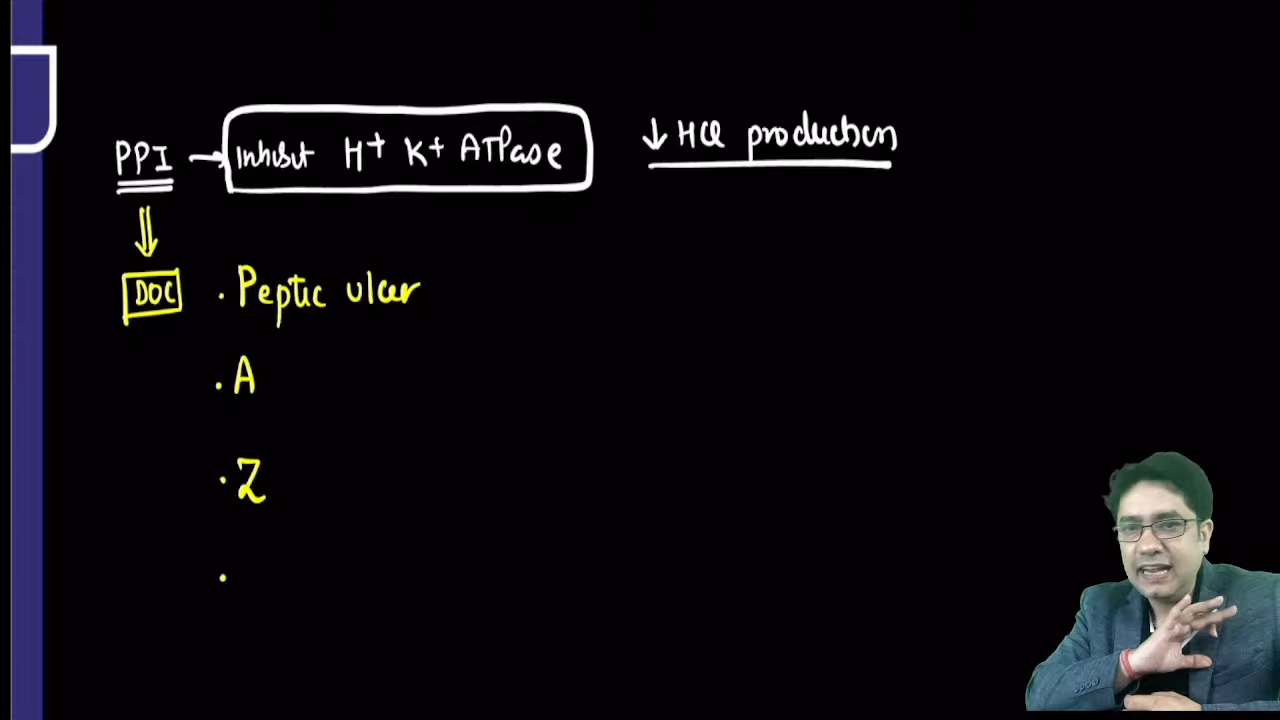 PPI → Inhibit H+ K+ ATPase ↓ HCl production
DOC • Peptic ulcer
• A
• Z
•